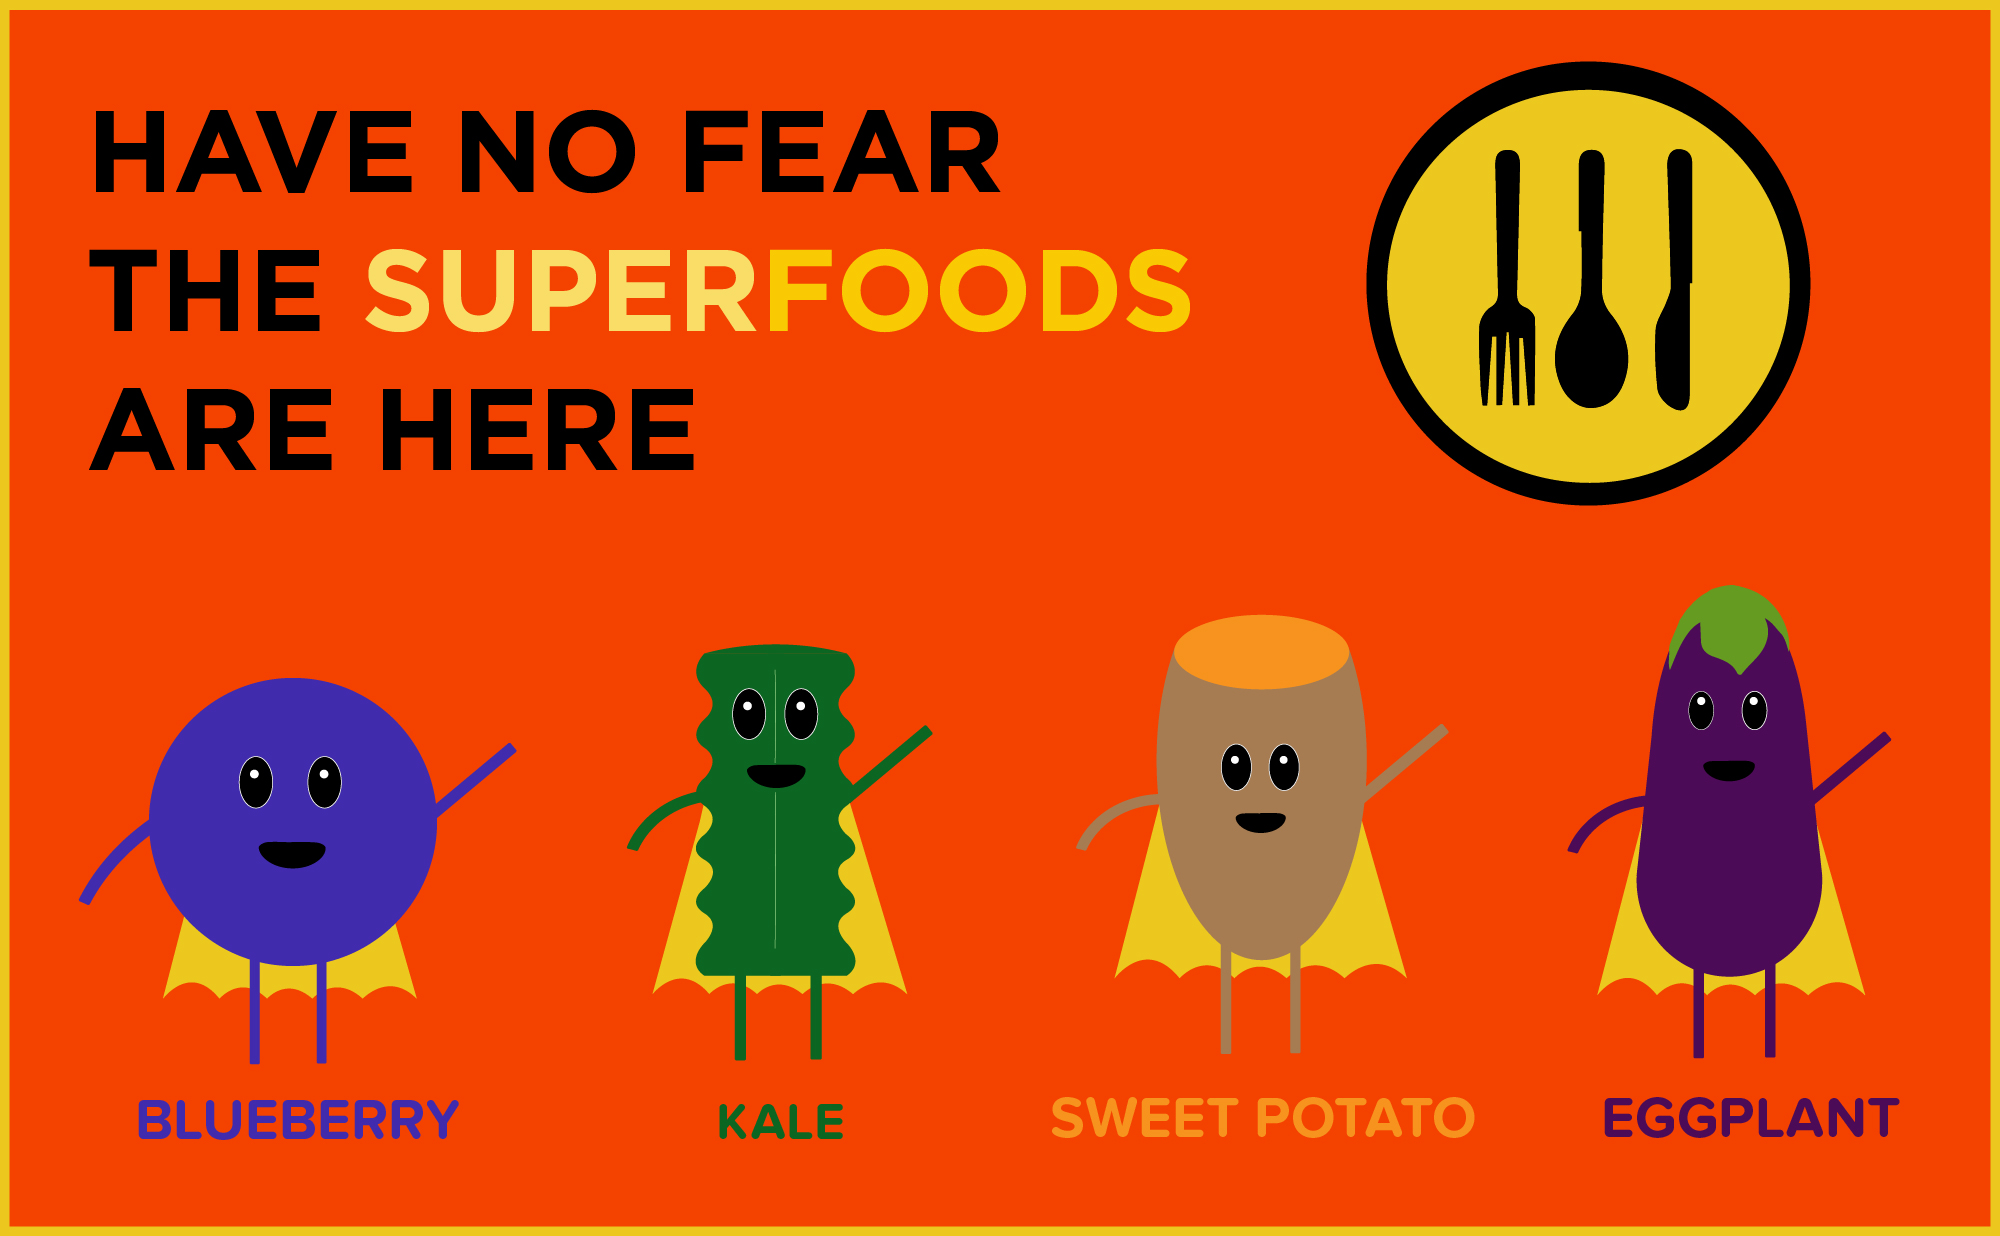 HAVE NO FEAR
THE SUPERFOODS
ARE HERE
BLUEBERRY
KALE
SWEET POTATO
EGGPLANT